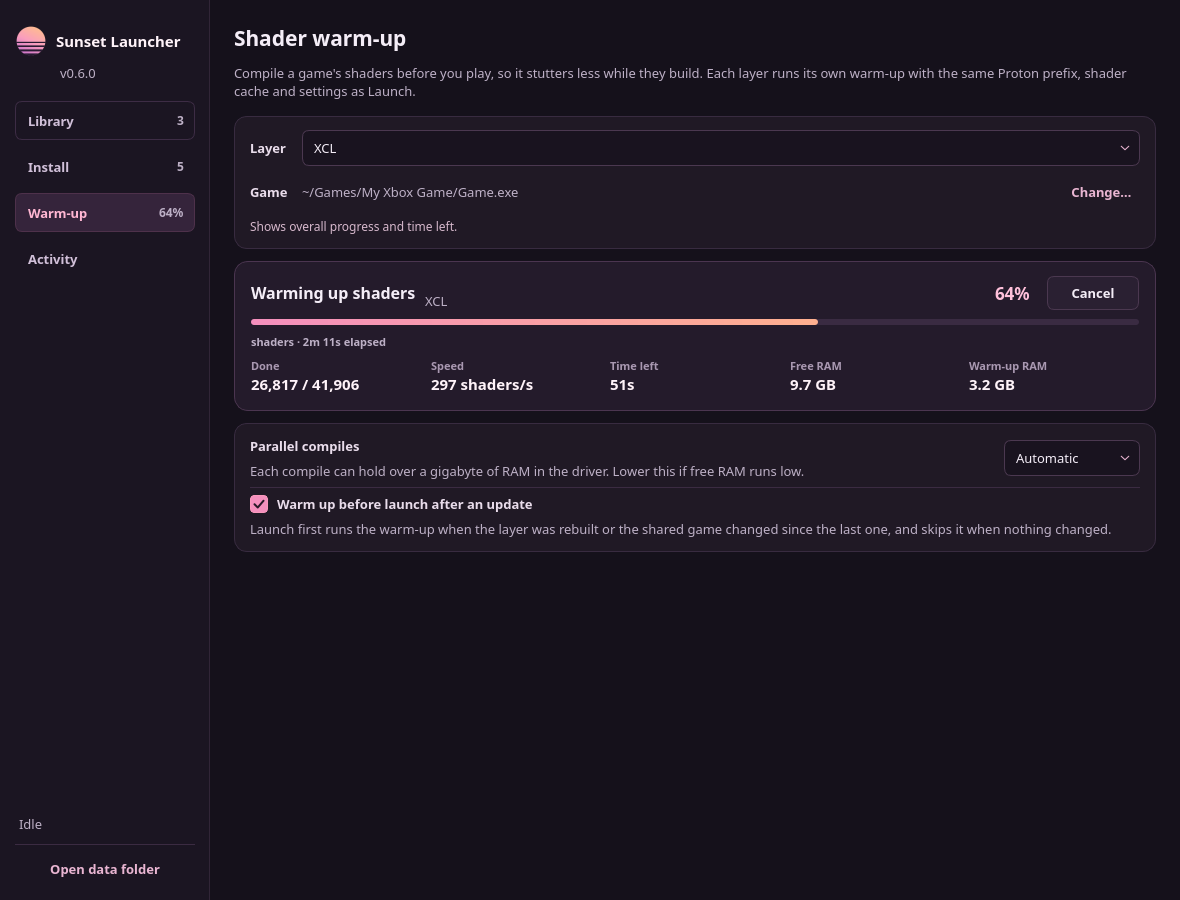 Sunset Launcher
v0.6.0
Library 3
Install 5
Warm-up 64%
Activity
Idle
Open data folder
Shader warm-up
Compile a game's shaders before you play, so it stutters less while they build. Each layer runs its own warm-up with the same Proton prefix, shader
cache and settings as Launch.
Layer XCL
Game ~/Games/My Xbox Game/Game.exe Change...
Shows overall progress and time left.
Warming up shaders XCL 64% Cancel
shaders · 2m 11s elapsed
Done Speed Time left Free RAM Warm-up RAM
26,817 / 41,906 297 shaders/s 51s 9.7 GB 3.2 GB
Parallel compiles
Each compile can hold over a gigabyte of RAM in the driver. Lower this if free RAM runs low.
Automatic
Warm up before launch after an update
Launch first runs the warm-up when the layer was rebuilt or the shared game changed since the last one, and skips it when nothing changed.